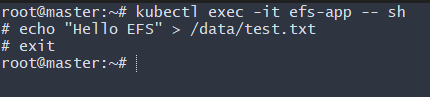 root@master:~# kubectl exec -it efs-app -- sh
# echo "Hello EFS" > /data/test.txt
# exit
root@master:~#